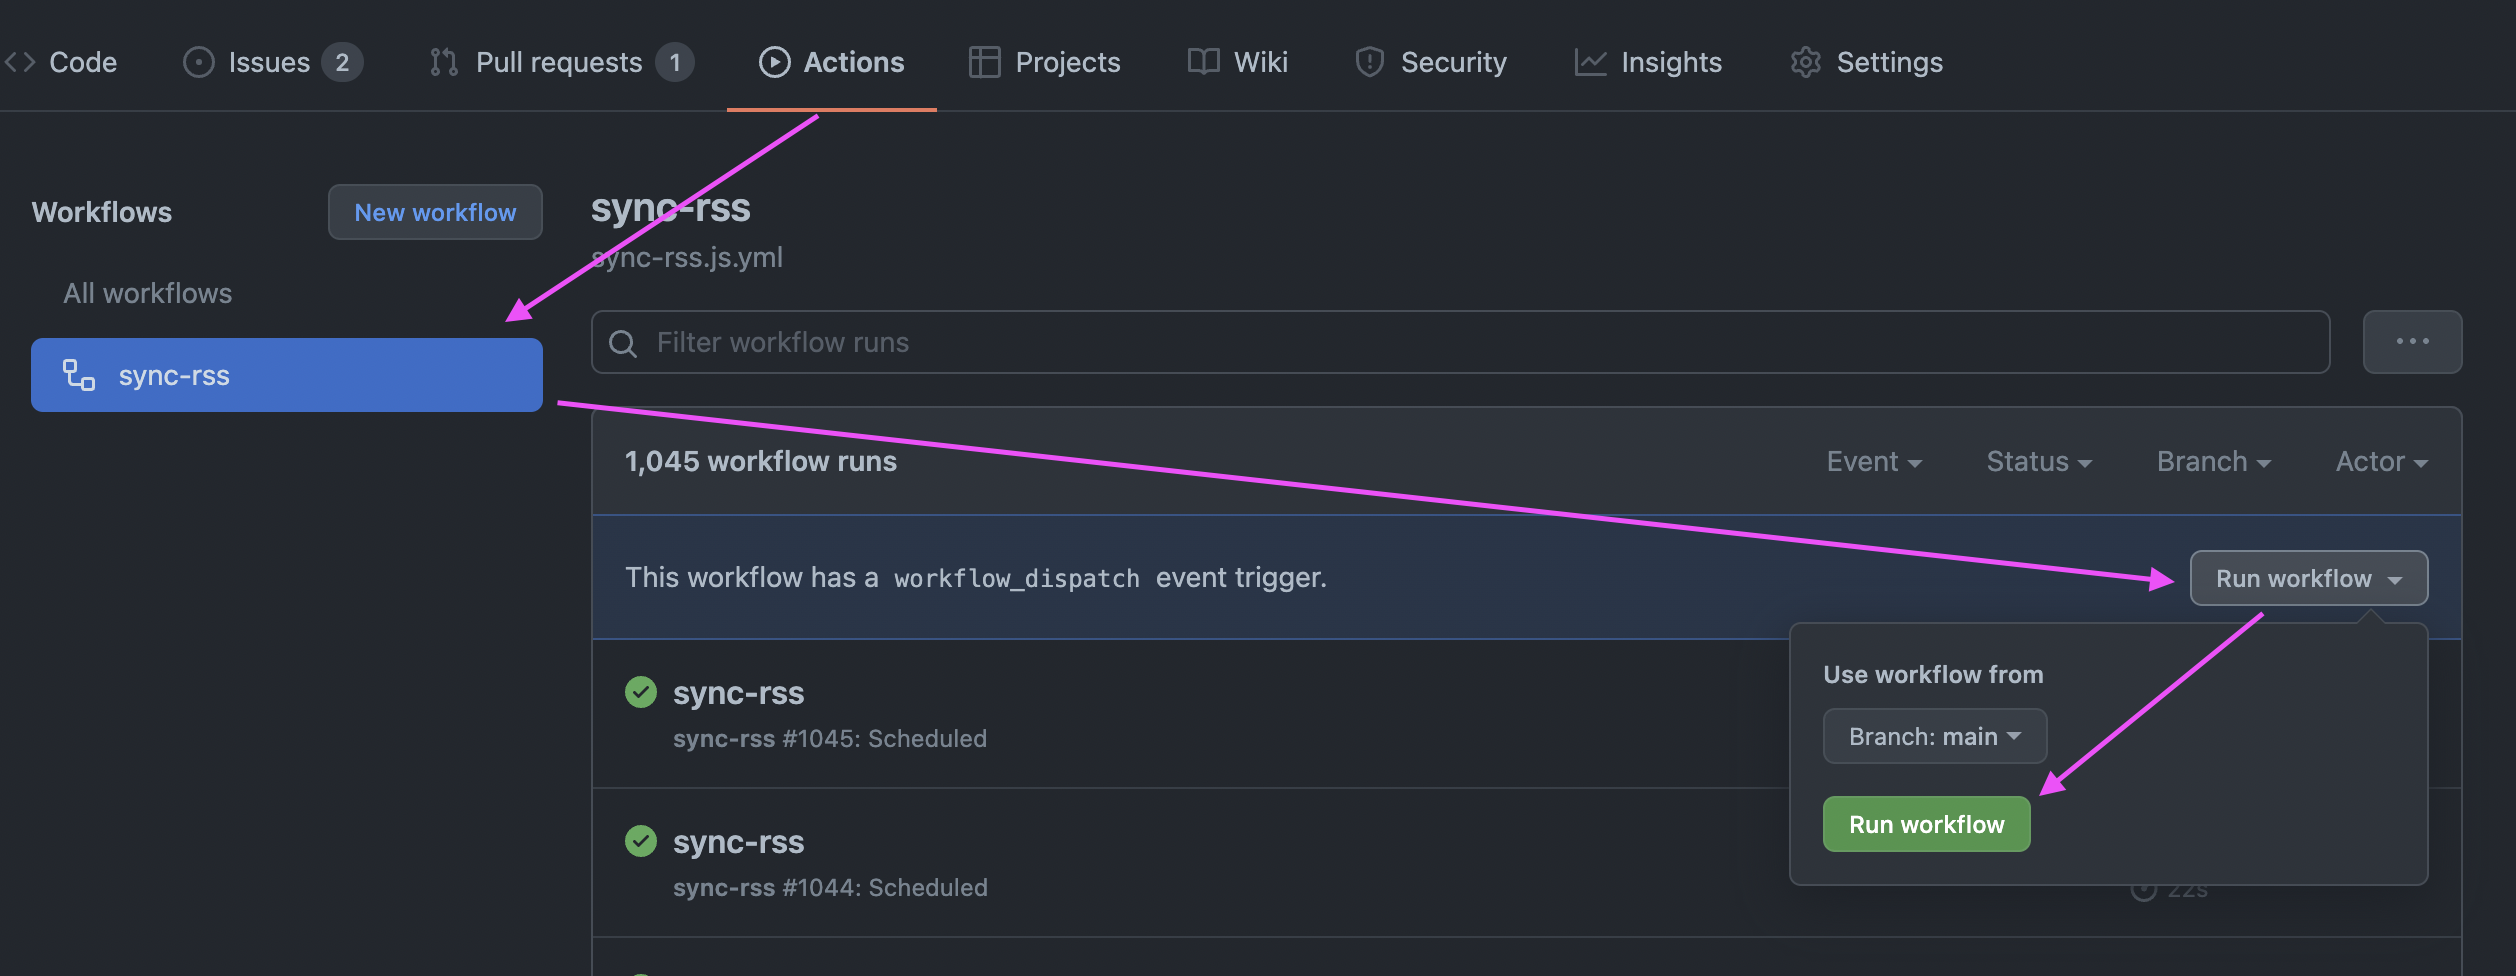 Code Issues 2 Pull requests 1 Actions Projects Wiki Security Insights Settings
Workflows
New workflow
All workflows
sync-rss
sync-rss
sync-rss.js.yml
Filter workflow runs
1,045 workflow runs
Event Status Branch Actor
This workflow has a workflow_dispatch event trigger.
Run workflow
Use workflow from
Branch: main
Run workflow
sync-rss
sync-rss #1045: Scheduled
sync-rss
sync-rss #1044: Scheduled
22s